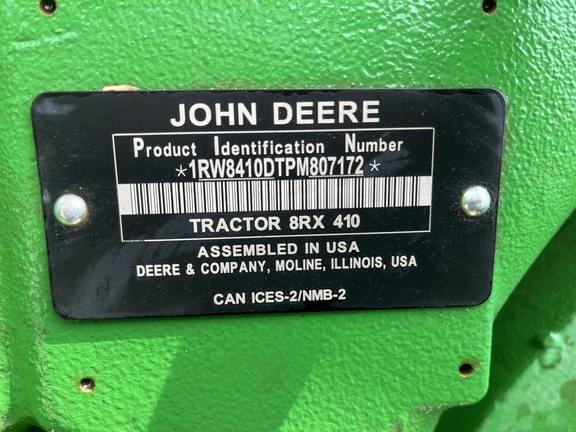 JOHN DEERE
Product Identification Number
*1RW8410DTPM807172*
TRACTOR 8RX 410
ASSEMBLED IN USA
DEERE & COMPANY, MOLINE, ILLINOIS, USA
CAN ICES-2/NMB-2